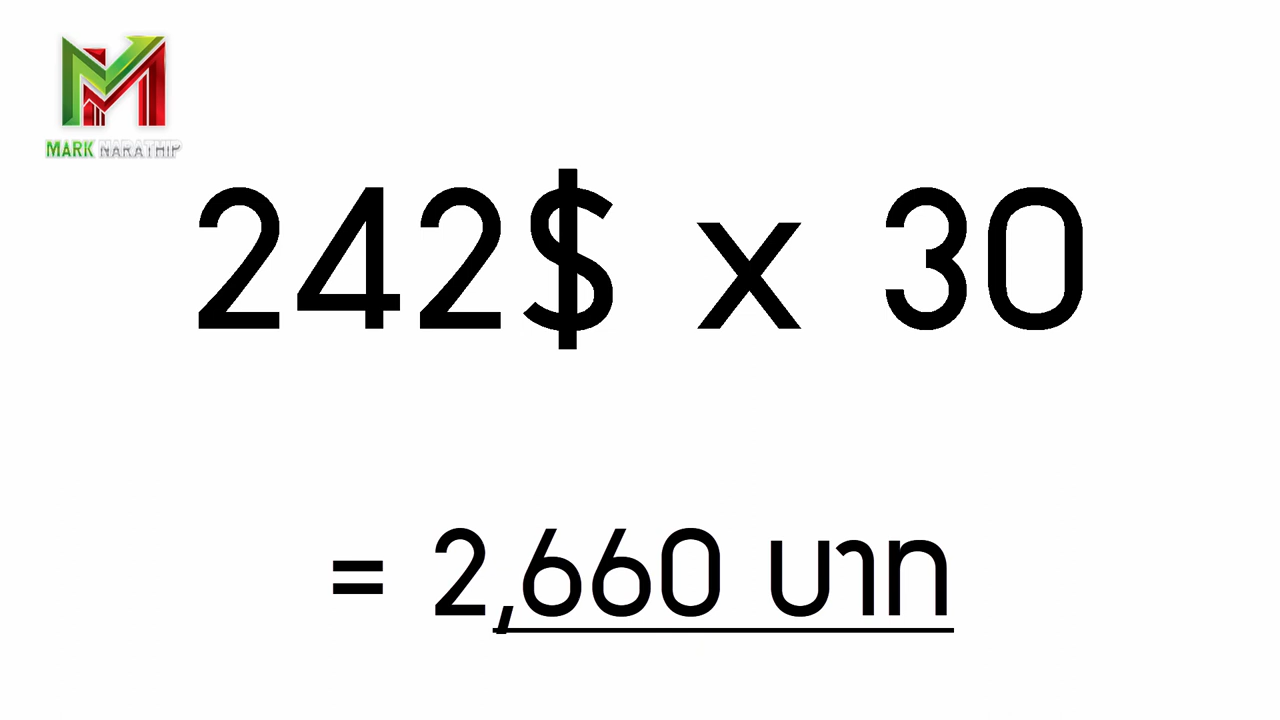 MARK NARATHIP
242$ x 30
= 2,660 บาท